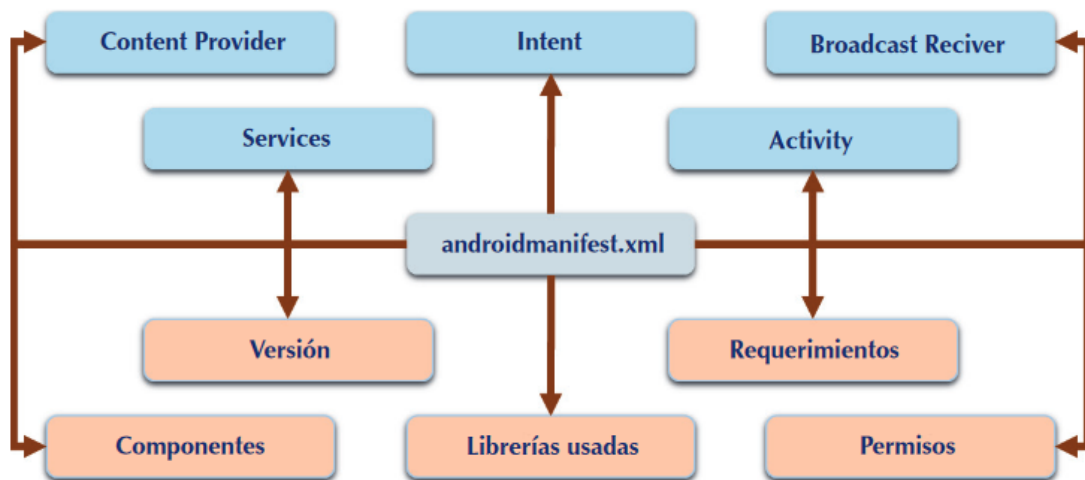 Content Provider
Intent
Broadcast Reciver
Services
Activity
androidmanifest.xml
Versión
Requerimientos
Componentes
Librerías usadas
Permisos